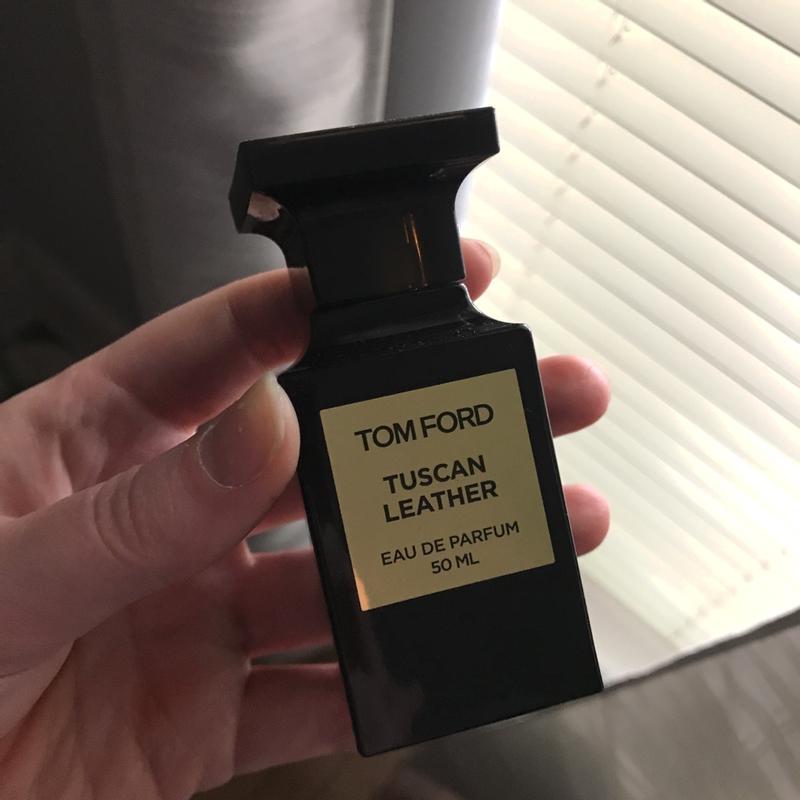 TOM FORD
TUSCAN
LEATHER
EAU DE PARFUM
50 ML